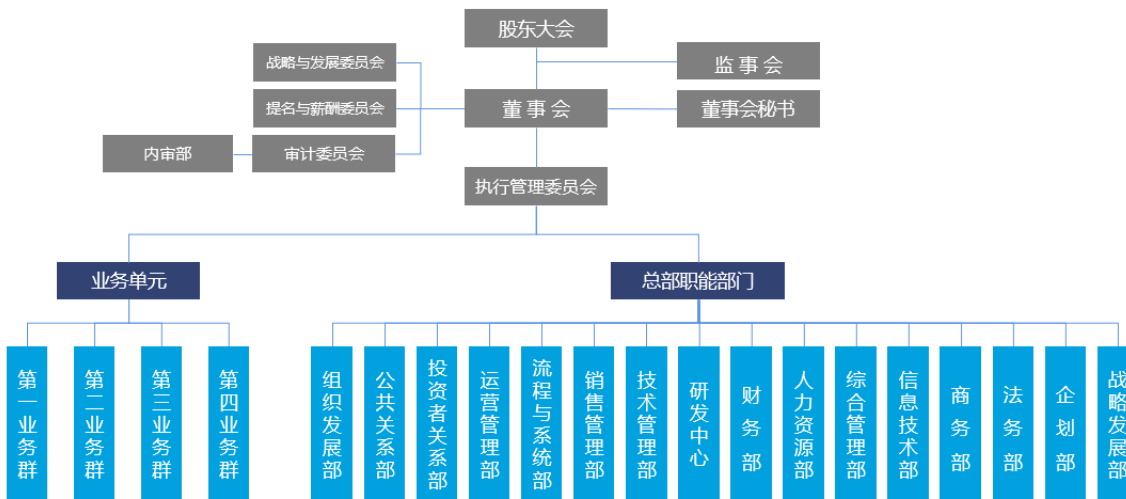 股东大会
战略与发展委员会
监事会
提名与薪酬委员会
董事会
董事会秘书
内审部
审计委员会
执行管理委员会
业务单元
总部职能部门
第一业务群
第二业务群
第三业务群
第四业务群
组织发展部
公共关系部
投资者关系部
运营管理部
流程与系统部
销售管理部
技术管理部
研发中心
财务部
人力资源部
综合管理部
信息技术部
商务部
法务部
企划部
战略发展部